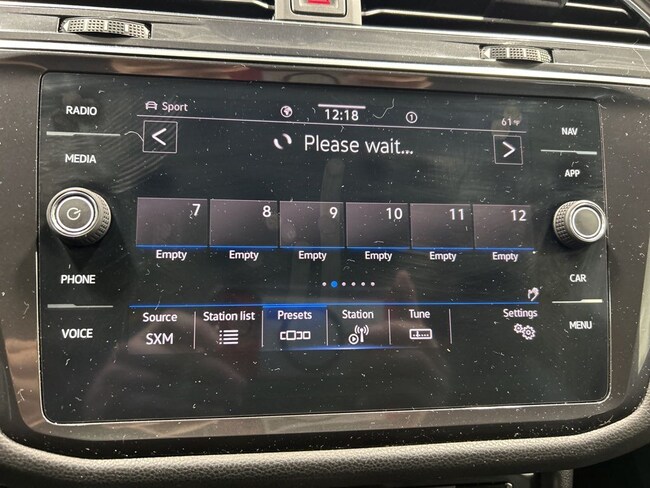 RADIO
MEDIA
PHONE
VOICE
Sport
12:18
1
61°F
Please wait...
7 8 9 10 11 12
Empty Empty Empty Empty Empty Empty
Source Station list Presets Station Tune Settings
SXM
NAV
APP
CAR
MENU